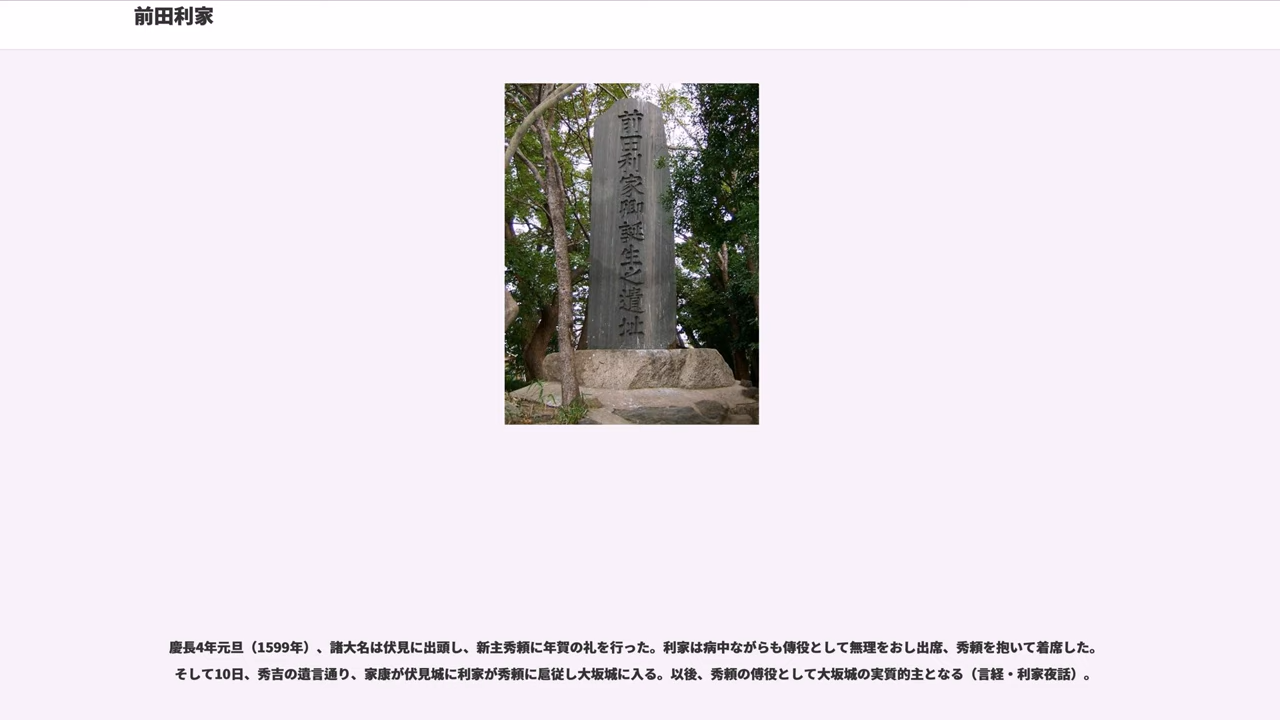 前田利家
前田利家卿誕生之遺址
慶長4年元旦（1599年）、諸大名は伏見に出頭し、新主秀頼に年賀の礼を行った。利家は病中ながらも傅役として無理をおし出席、秀頼を抱いて着席した。
そして10日、秀吉の遺言通り、家康が伏見城に利家が秀頼に扈従し大坂城に入る。以後、秀頼の傅役として大坂城の実質的主となる（言経・利家夜話）。